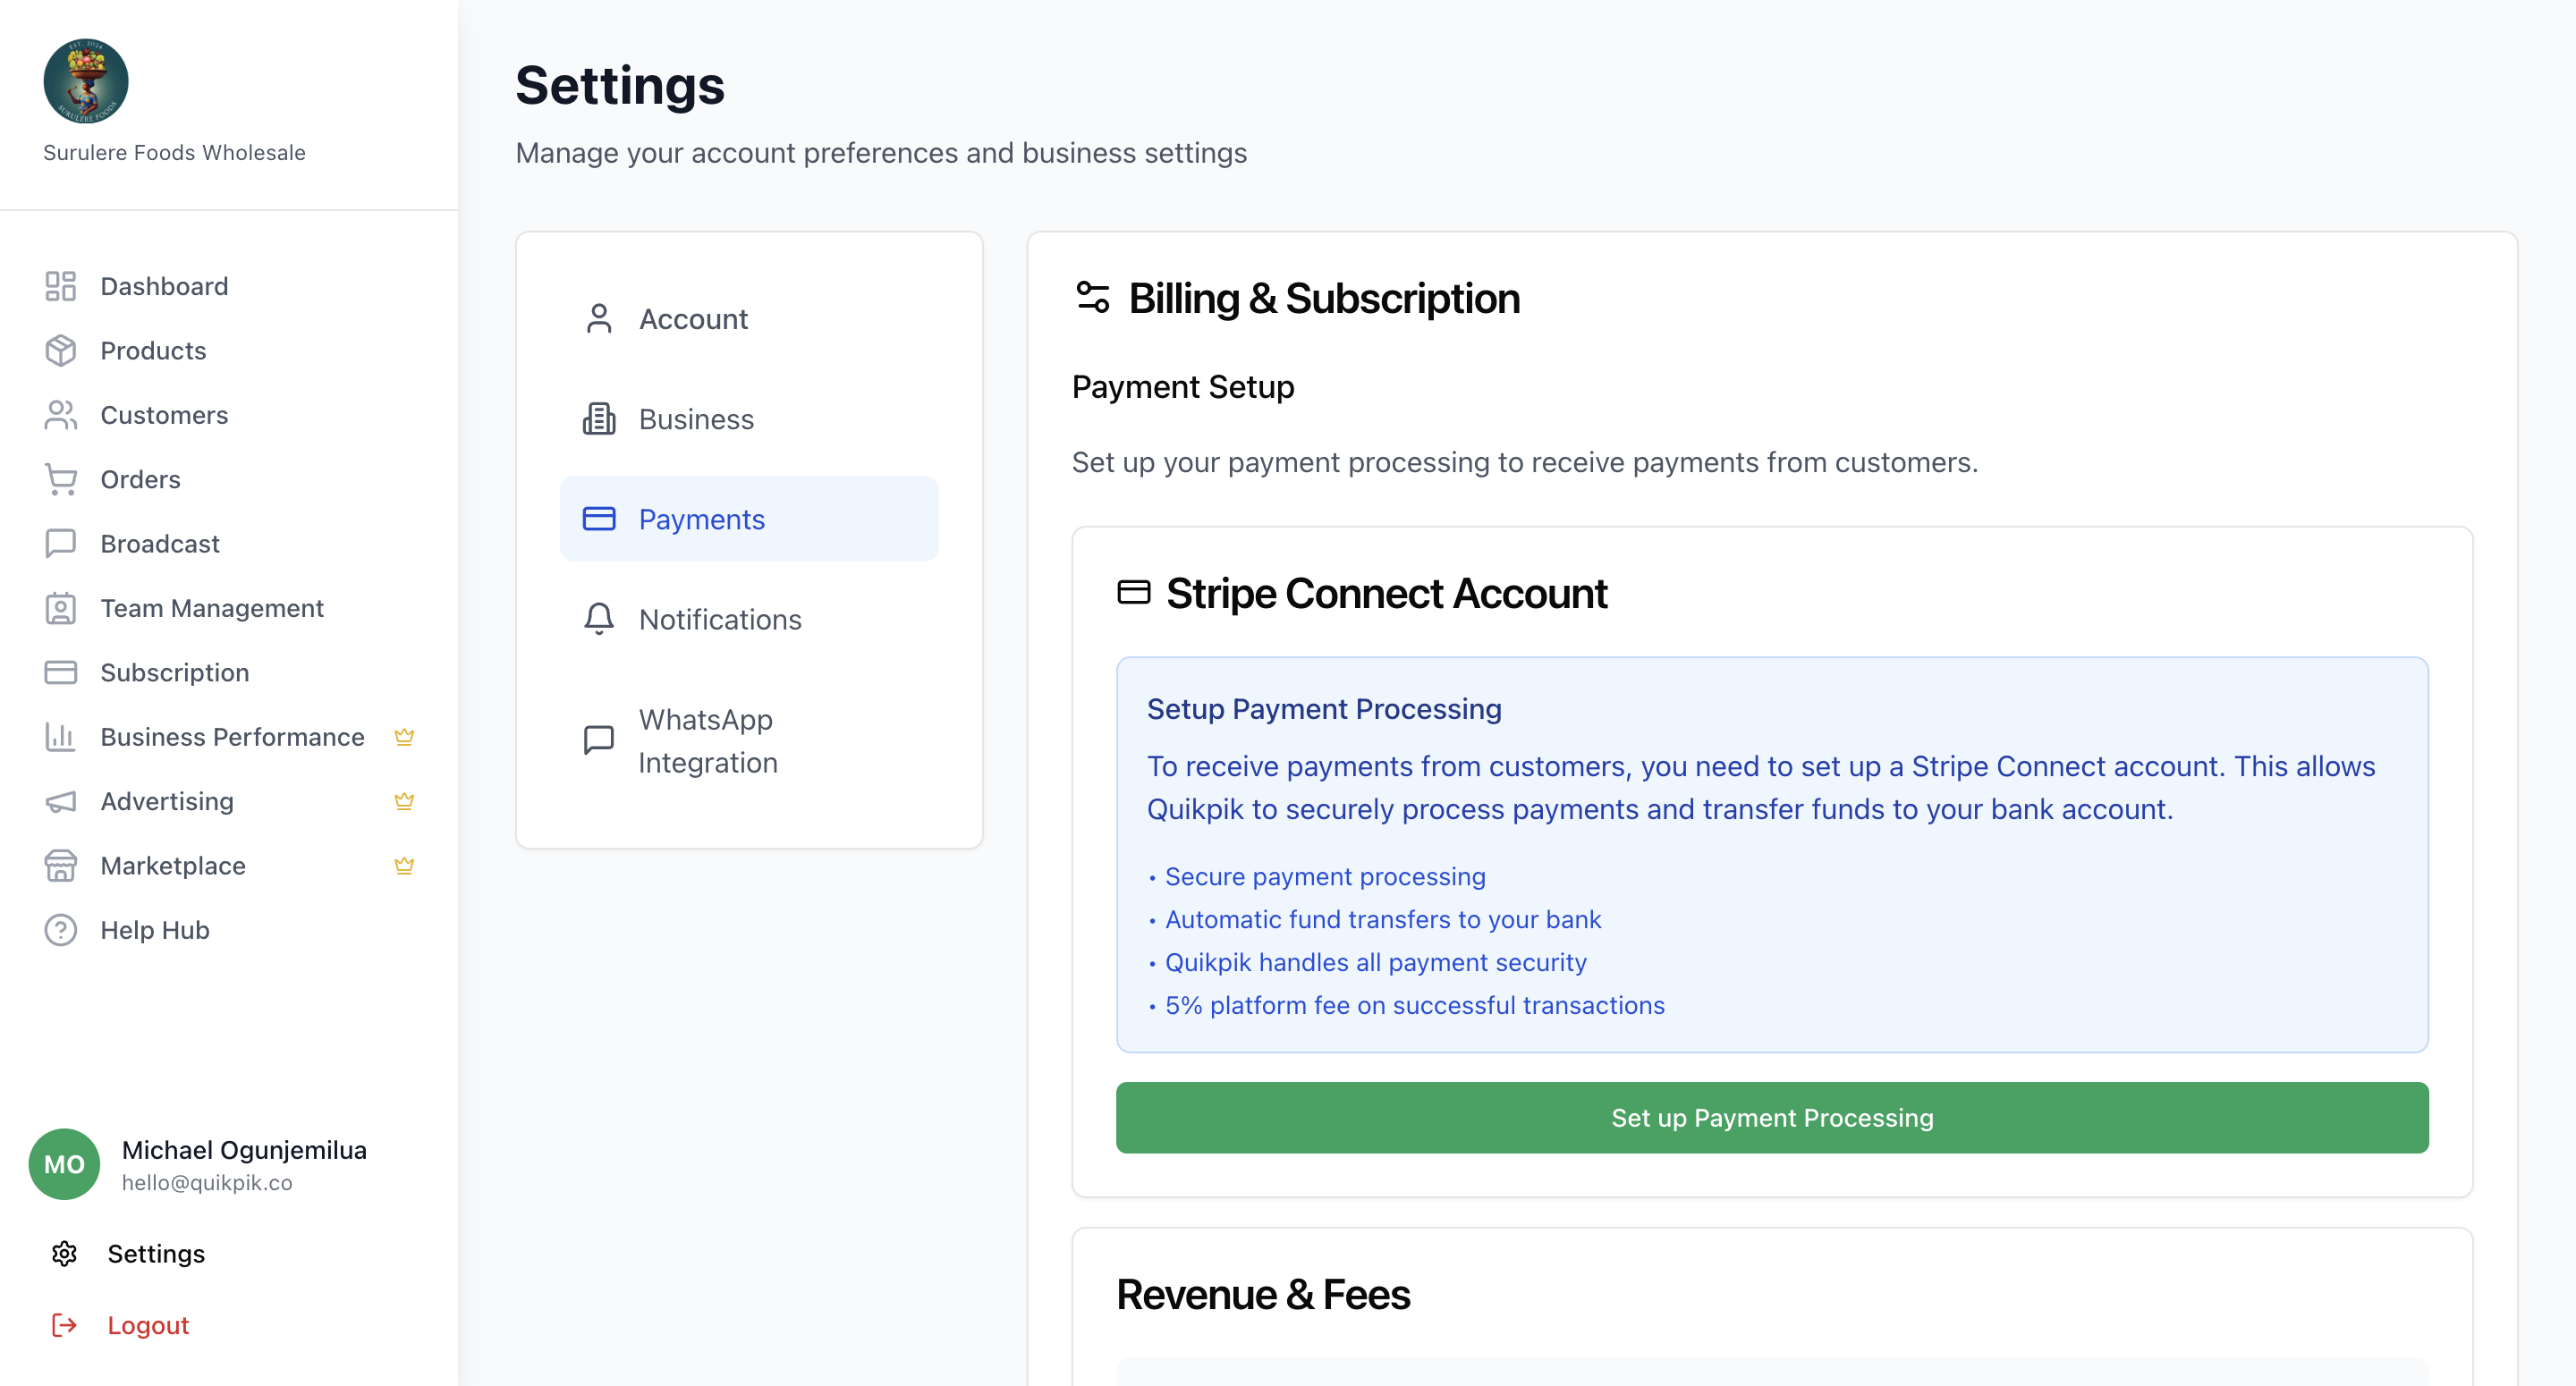 EST. 2024
SURULERE FOODS
Surulere Foods Wholesale
Dashboard
Products
Customers
Orders
Broadcast
Team Management
Subscription
Business Performance
Advertising
Marketplace
Help Hub
MO
Michael Ogunjemilua
hello@quikpik.co
Settings
Logout
Settings
Manage your account preferences and business settings
Account
Business
Payments
Notifications
WhatsApp
Integration
Billing & Subscription
Payment Setup
Set up your payment processing to receive payments from customers.
Stripe Connect Account
Setup Payment Processing
To receive payments from customers, you need to set up a Stripe Connect account. This allows
Quikpik to securely process payments and transfer funds to your bank account.
• Secure payment processing
• Automatic fund transfers to your bank
• Quikpik handles all payment security
• 5% platform fee on successful transactions
Set up Payment Processing
Revenue & Fees